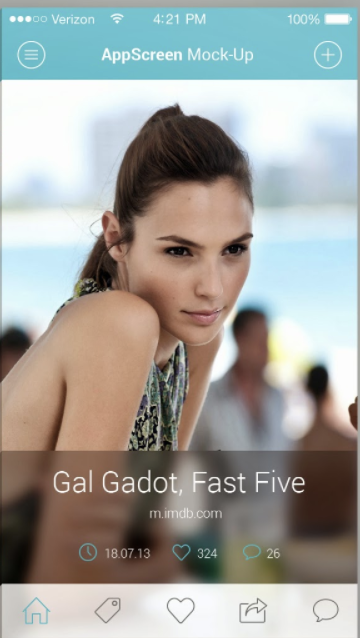 Verizon 4:21 PM 100%
AppScreen Mock-Up
Gal Gadot, Fast Five
m.imdb.com
18.07.13 324 26